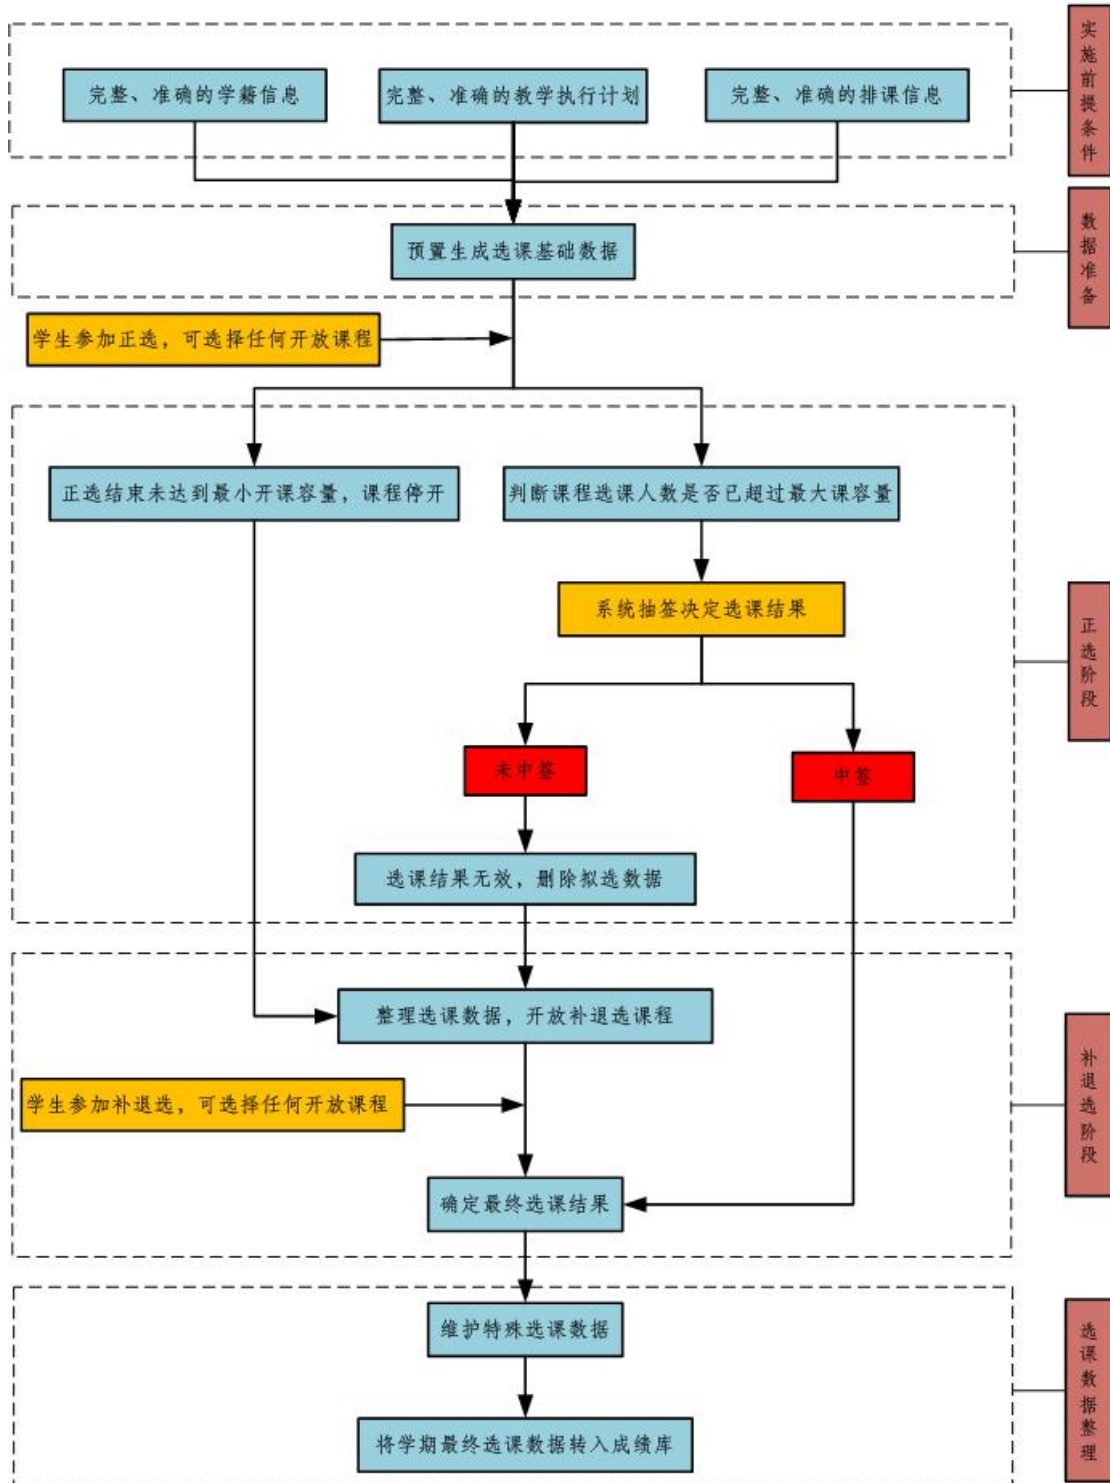 实施前提条件
完整、准确的学籍信息
完整、准确的教学执行计划
完整、准确的排课信息
数据准备
预置生成选课基础数据
学生参加正选，可选择任何开放课程
正选结束未达到最小开课容量，课程停开
判断课程选课人数是否已超过最大课容量
系统抽签决定选课结果
正选阶段
未中签
中签
选课结果无效，删除拟选数据
整理选课数据，开放补退选课程
补退选阶段
学生参加补退选，可选择任何开放课程
确定最终选课结果
维护特殊选课数据
选课数据整理
将学期最终选课数据转入成绩库